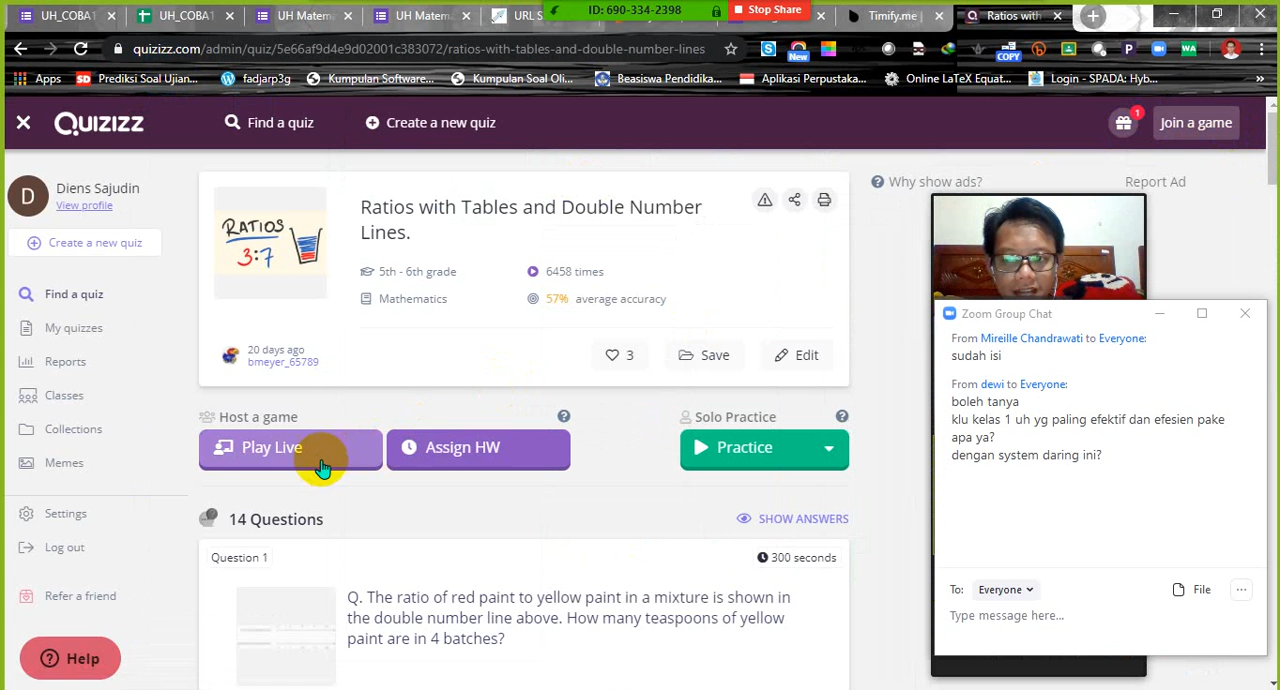 UH_COBA
UH_COBA
UH Matem
UH Matem
URL S
ID: 690-334-2398
Stop Share
Timify.me
Ratios with
quizizz.com/admin/quiz/5e66af9d4e9d02001c383072/ratios-with-tables-and-double-number-lines
New
COPY
P
WA
Apps
SD
Prediksi Soal Ujian...
fadjarp3g
Kumpulan Software...
Kumpulan Soal Oli...
Beasiswa Pendidika...
Aplikasi Perpustaka...
Online LaTeX Equat...
Login - SPADA: Hyb...
QUIZIZZ
Find a quiz
Create a new quiz
1
Join a game
D
Diens Sajudin
View profile
Create a new quiz
Find a quiz
My quizzes
Reports
Classes
Collections
Memes
Settings
Log out
Refer a friend
Help
RATIOS
3:7
Ratios with Tables and Double Number
Lines.
5th - 6th grade
6458 times
Mathematics
57% average accuracy
20 days ago
bmeyer_65789
3
Save
Edit
Host a game
Solo Practice
Play Live
Assign HW
Practice
14 Questions
SHOW ANSWERS
Question 1
300 seconds
Q. The ratio of red paint to yellow paint in a mixture is shown in
the double number line above. How many teaspoons of yellow
paint are in 4 batches?
Why show ads?
Report Ad
Zoom Group Chat
From Mireille Chandrawati to Everyone:
sudah isi
From dewi to Everyone:
boleh tanya
klu kelas 1 uh yg paling efektif dan efesien pake
apa ya?
dengan system daring ini?
To: Everyone
File
Type message here...